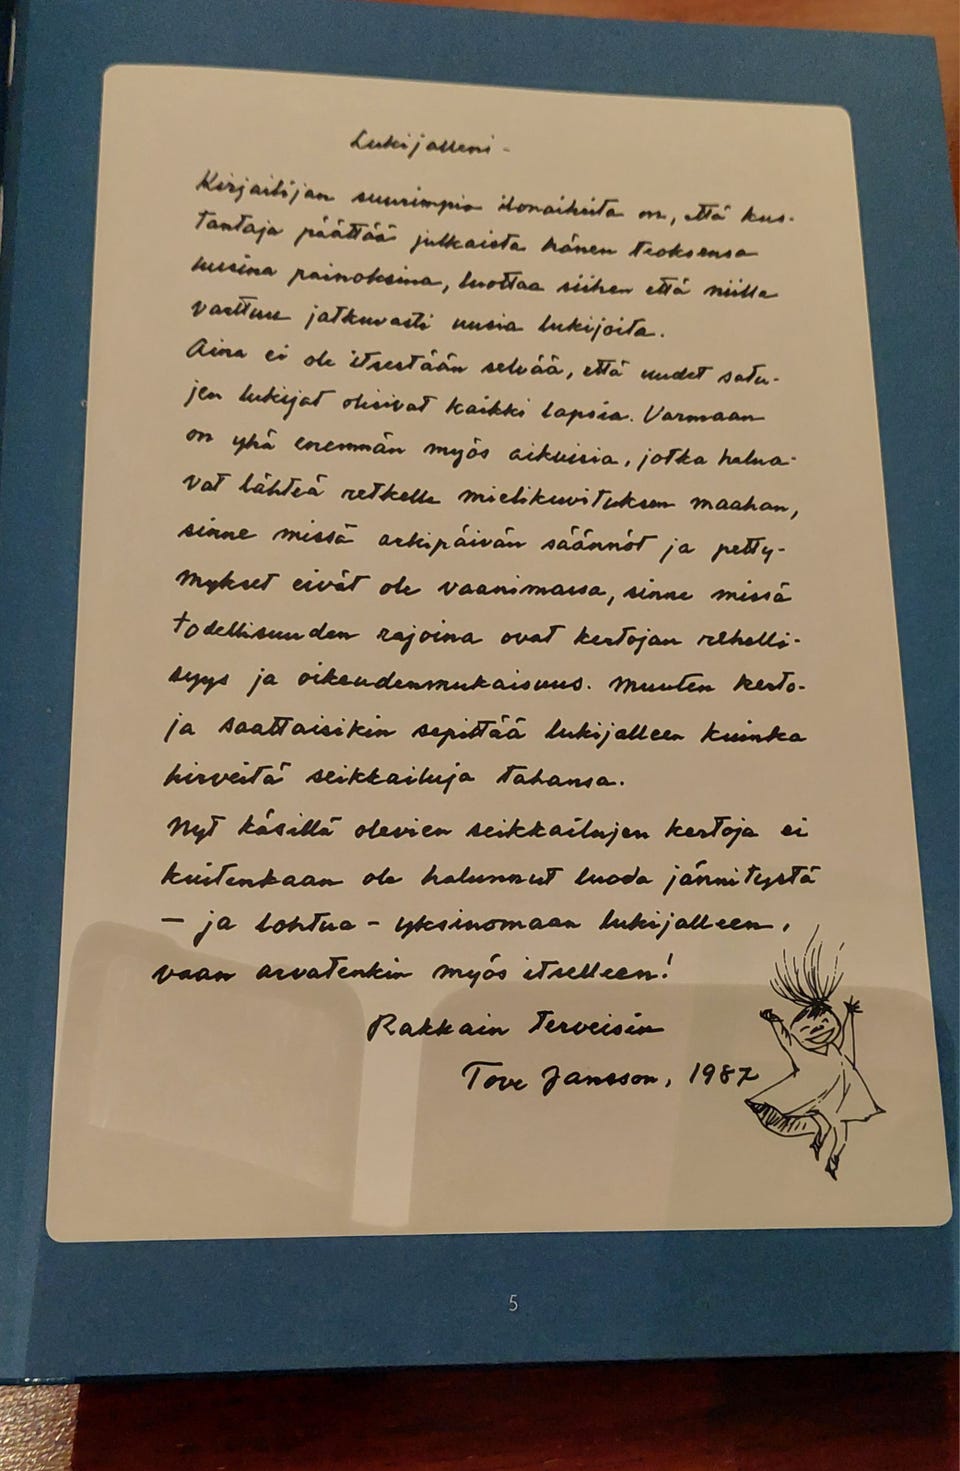 Lukijalleni -
Kirjailijan suurimpia ilonaiheita on, että kus-
tantaja päättää julkaista hänen teoksensa
uusina painoksina, luottaa siihen että niille
varttuu jatkuvasti uusia lukijoita.
Aina ei ole itsestään selvää, että uudet satu-
jen lukijat olisivat kaikki lapsia. Varmaan
on yhä enemmän myös aikuisia, jotka halua-
vat lähteä retkelle mielikuvituksen maahan,
sinne missä arkipäivän säännöt ja petty-
mykset eivät ole vaanimassa, sinne missä
todellisuuden rajoina ovat kertojan rehelli-
syys ja oikeudenmukaisuus. Muuten kerto-
ja saattaisikin sepittää lukijalleen kuinka
hirveitä seikkailuja tahansa.
Nyt käsillä olevien seikkailujen kertoja ei
kuitenkaan ole halunnut luoda jännitystä
– ja lohtua – yksinomaan lukijalleen,
vaan arvatenkin myös itselleen!
Rakkain terveisin
Tove Jansson, 1987
5